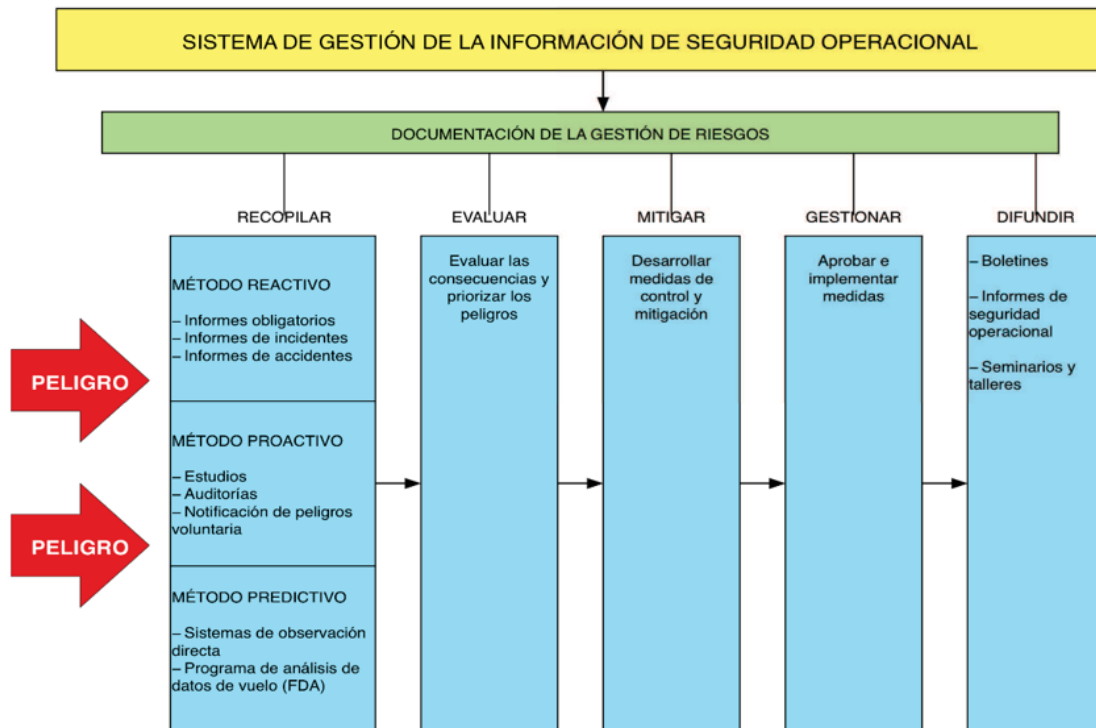 SISTEMA DE GESTIÓN DE LA INFORMACIÓN DE SEGURIDAD OPERACIONAL
DOCUMENTACIÓN DE LA GESTIÓN DE RIESGOS
RECOPILAR
MÉTODO REACTIVO
– Informes obligatorios
– Informes de incidentes
– Informes de accidentes
MÉTODO PROACTIVO
– Estudios
– Auditorías
– Notificación de peligros
voluntaria
MÉTODO PREDICTIVO
– Sistemas de observación
directa
– Programa de análisis de
datos de vuelo (FDA)
EVALUAR
Evaluar las
consecuencias y
priorizar los
peligros
MITIGAR
Desarrollar
medidas de
control y
mitigación
GESTIONAR
Aprobar e
implementar
medidas
DIFUNDIR
– Boletines
– Informes de
seguridad
operacional
– Seminarios y
talleres
PELIGRO
PELIGRO